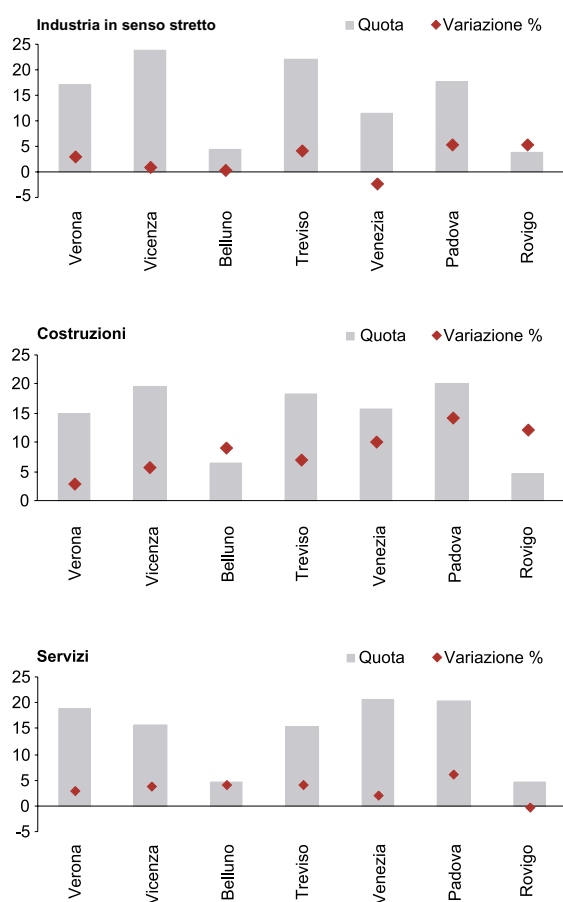 Industria in senso stretto
Quota Variazione %
25
20
15
10
5
0
-5
Verona Vicenza Belluno Treviso Venezia Padova Rovigo
Costruzioni
Quota Variazione %
25
20
15
10
5
0
Verona Vicenza Belluno Treviso Venezia Padova Rovigo
Servizi
Quota Variazione %
25
20
15
10
5
0
-5
Verona Vicenza Belluno Treviso Venezia Padova Rovigo